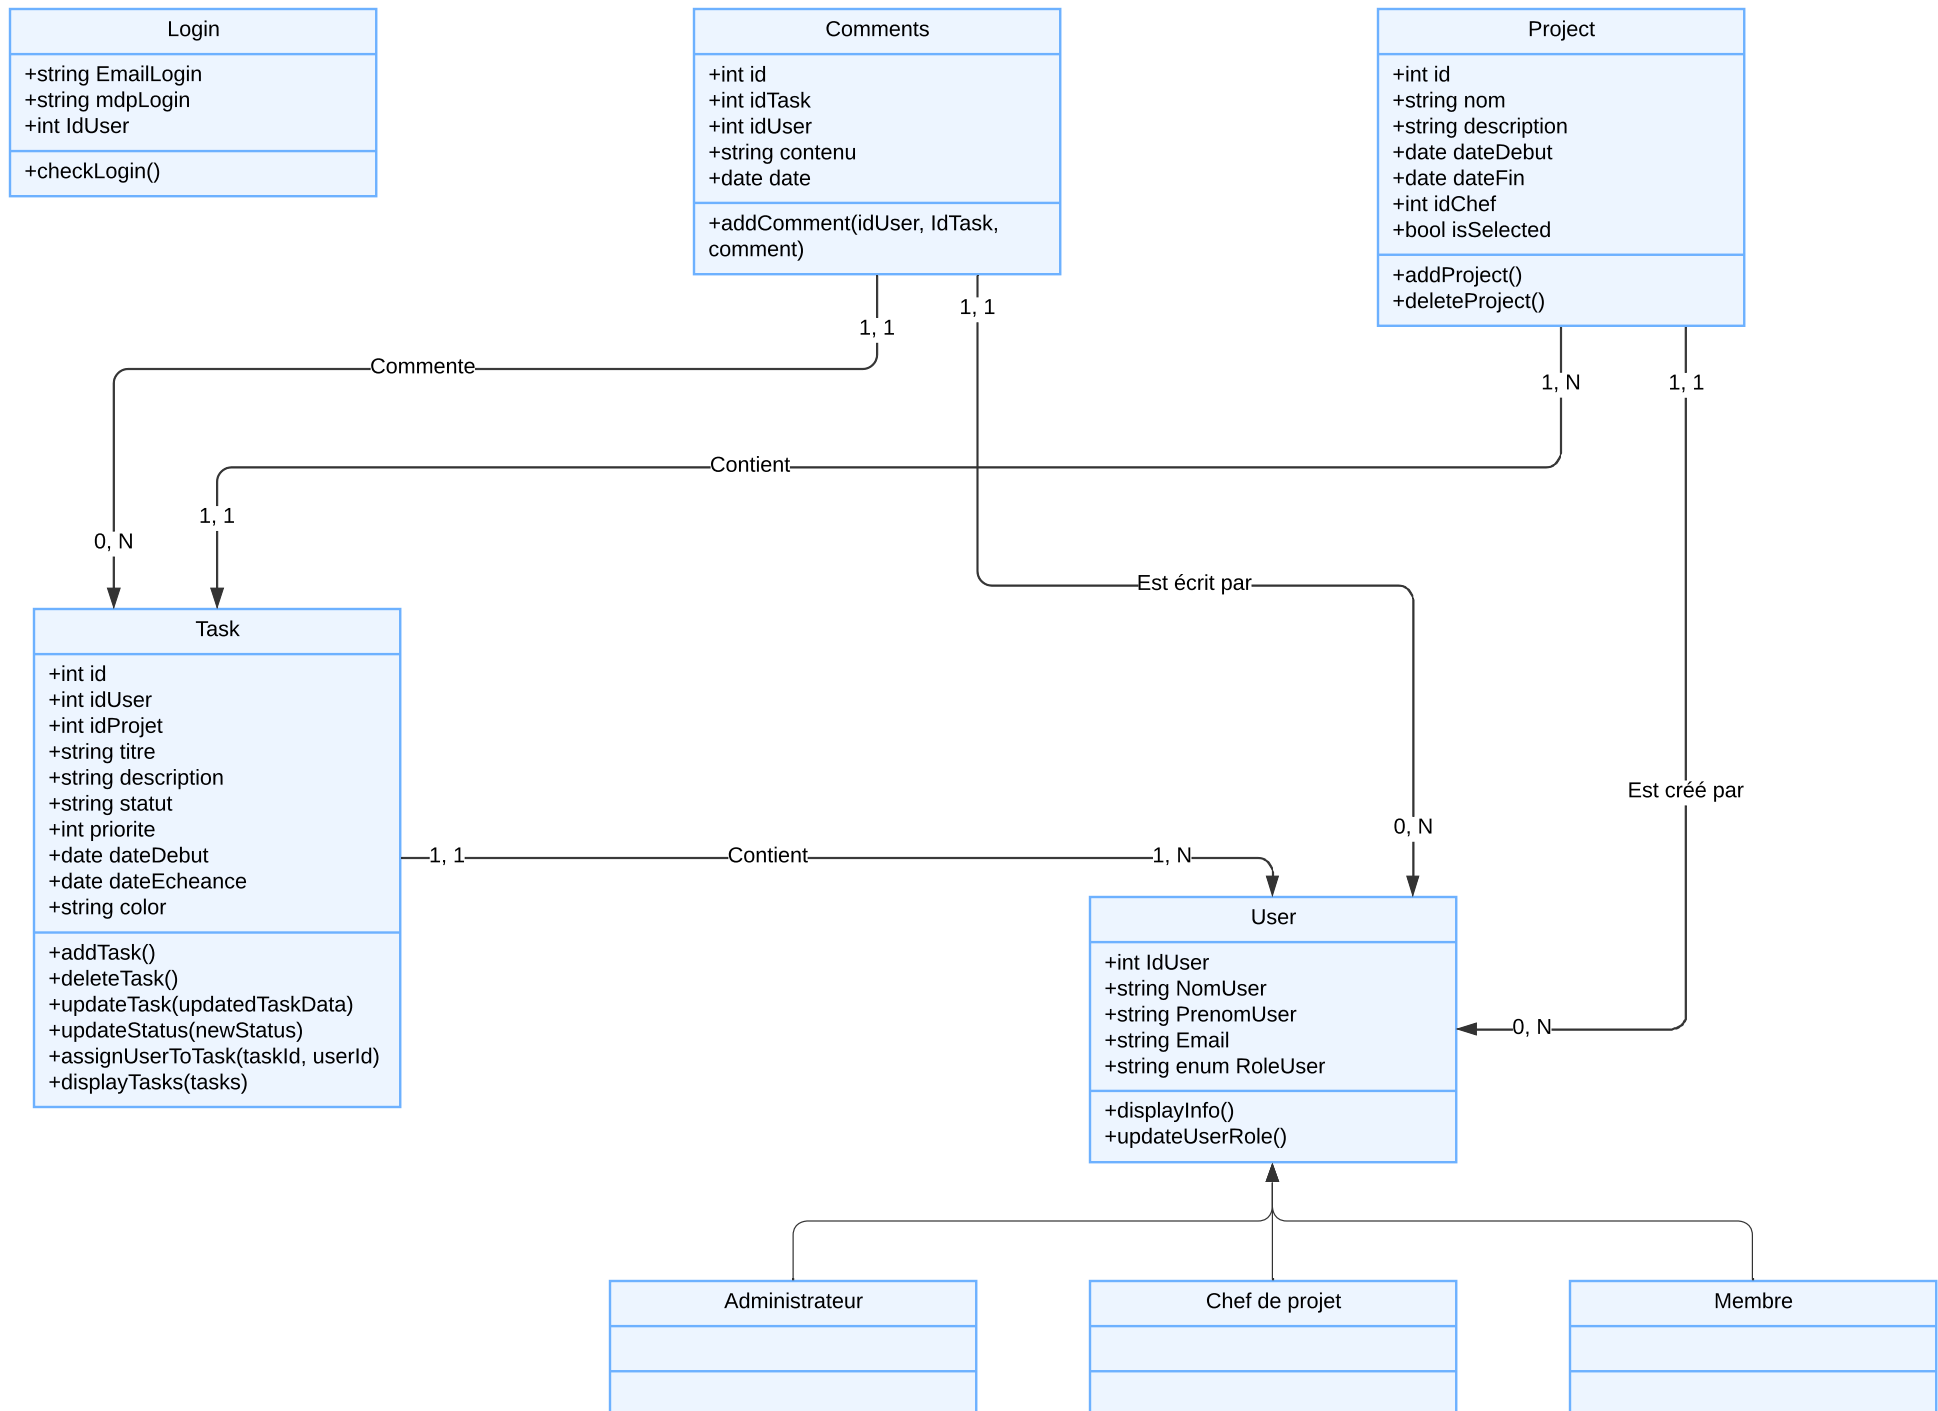 Login
+string EmailLogin
+string mdpLogin
+int IdUser
+checkLogin()
Comments
+int id
+int idTask
+int idUser
+string contenu
+date date
+addComment(idUser, IdTask,
comment)
Project
+int id
+string nom
+string description
+date dateDebut
+date dateFin
+int idChef
+bool isSelected
+addProject()
+deleteProject()
1, 1
1, 1
Commente
1, N
1, 1
Contient
1, 1
0, N
Est écrit par
Task
+int id
+int idUser
+int idProjet
+string titre
+string description
+string statut
+int priorite
+date dateDebut
+date dateEcheance
+string color
+addTask()
+deleteTask()
+updateTask(updatedTaskData)
+updateStatus(newStatus)
+assignUserToTask(taskId, userId)
+displayTasks(tasks)
Est créé par
0, N
1, 1
Contient
1, N
User
+int IdUser
+string NomUser
+string PrenomUser
+string Email
+string enum RoleUser
+displayInfo()
+updateUserRole()
0, N
Administrateur
Chef de projet
Membre